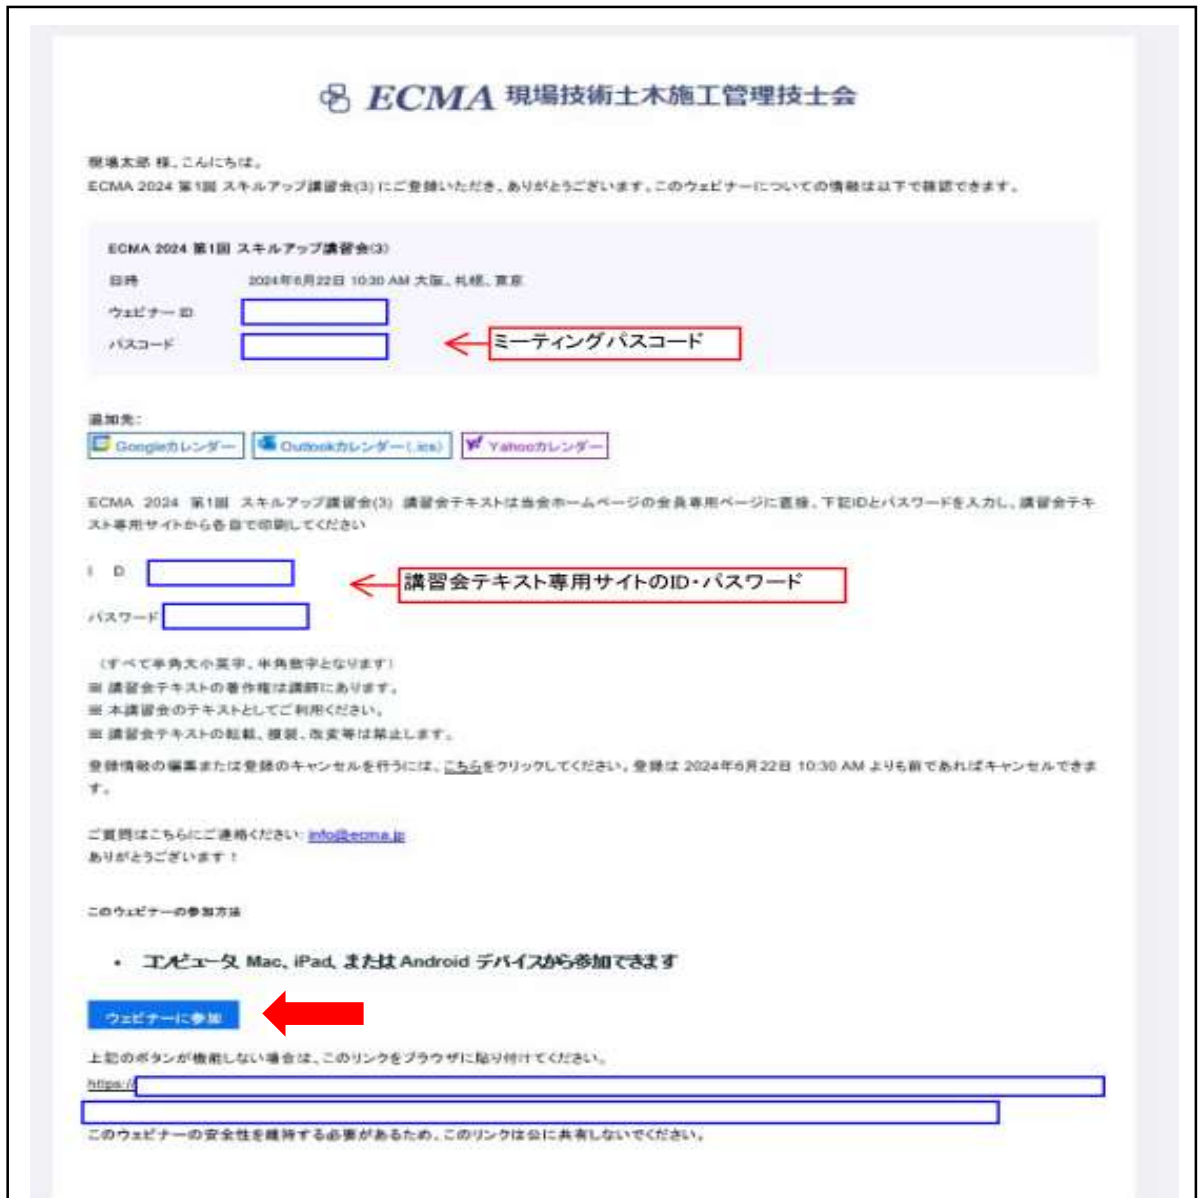 ECMA 現場技術土木施工管理技士会
現場太郎 様、こんにちは。
ECMA 2024 第1回 スキルアップ講習会(3) にご登録いただき、ありがとうございます。このウェビナーについての情報は以下で確認できます。
ECMA 2024 第1回 スキルアップ講習会(3)
日時 2024年6月22日 10:30 AM 大阪、札幌、東京
ウェビナー ID
パスコード ミーティングパスコード
追加先:
Googleカレンダー Outlookカレンダー(.ics) Yahooカレンダー
ECMA 2024 第1回 スキルアップ講習会(3) 講習会テキストは当会ホームページの会員専用ページに直接、下記IDとパスワードを入力し、講習会テキ
スト専用サイトから各自で印刷してください
I D
講習会テキスト専用サイトのID・パスワード
パスワード
(すべて半角大小英字、半角数字となります)
※ 講習会テキストの著作権は講師にあります。
※ 本講習会のテキストとしてご利用ください。
※ 講習会テキストの転載、複製、改変等は禁止します。
登録情報の編集または登録のキャンセルを行うには、こちらをクリックしてください。登録は 2024年6月22日 10:30 AM よりも前であればキャンセルできま
す。
ご質問はこちらにご連絡ください: info@ecma.jp
ありがとうございます!
このウェビナーの参加方法
• コンピュータ, Mac、iPad, または Android デバイスから参加できます
ウェビナーに参加
上記のボタンが機能しない場合は、このリンクをブラウザに貼り付けてください。
https://
このウェビナーの安全性を維持する必要があるため、このリンクは公に共有しないでください。